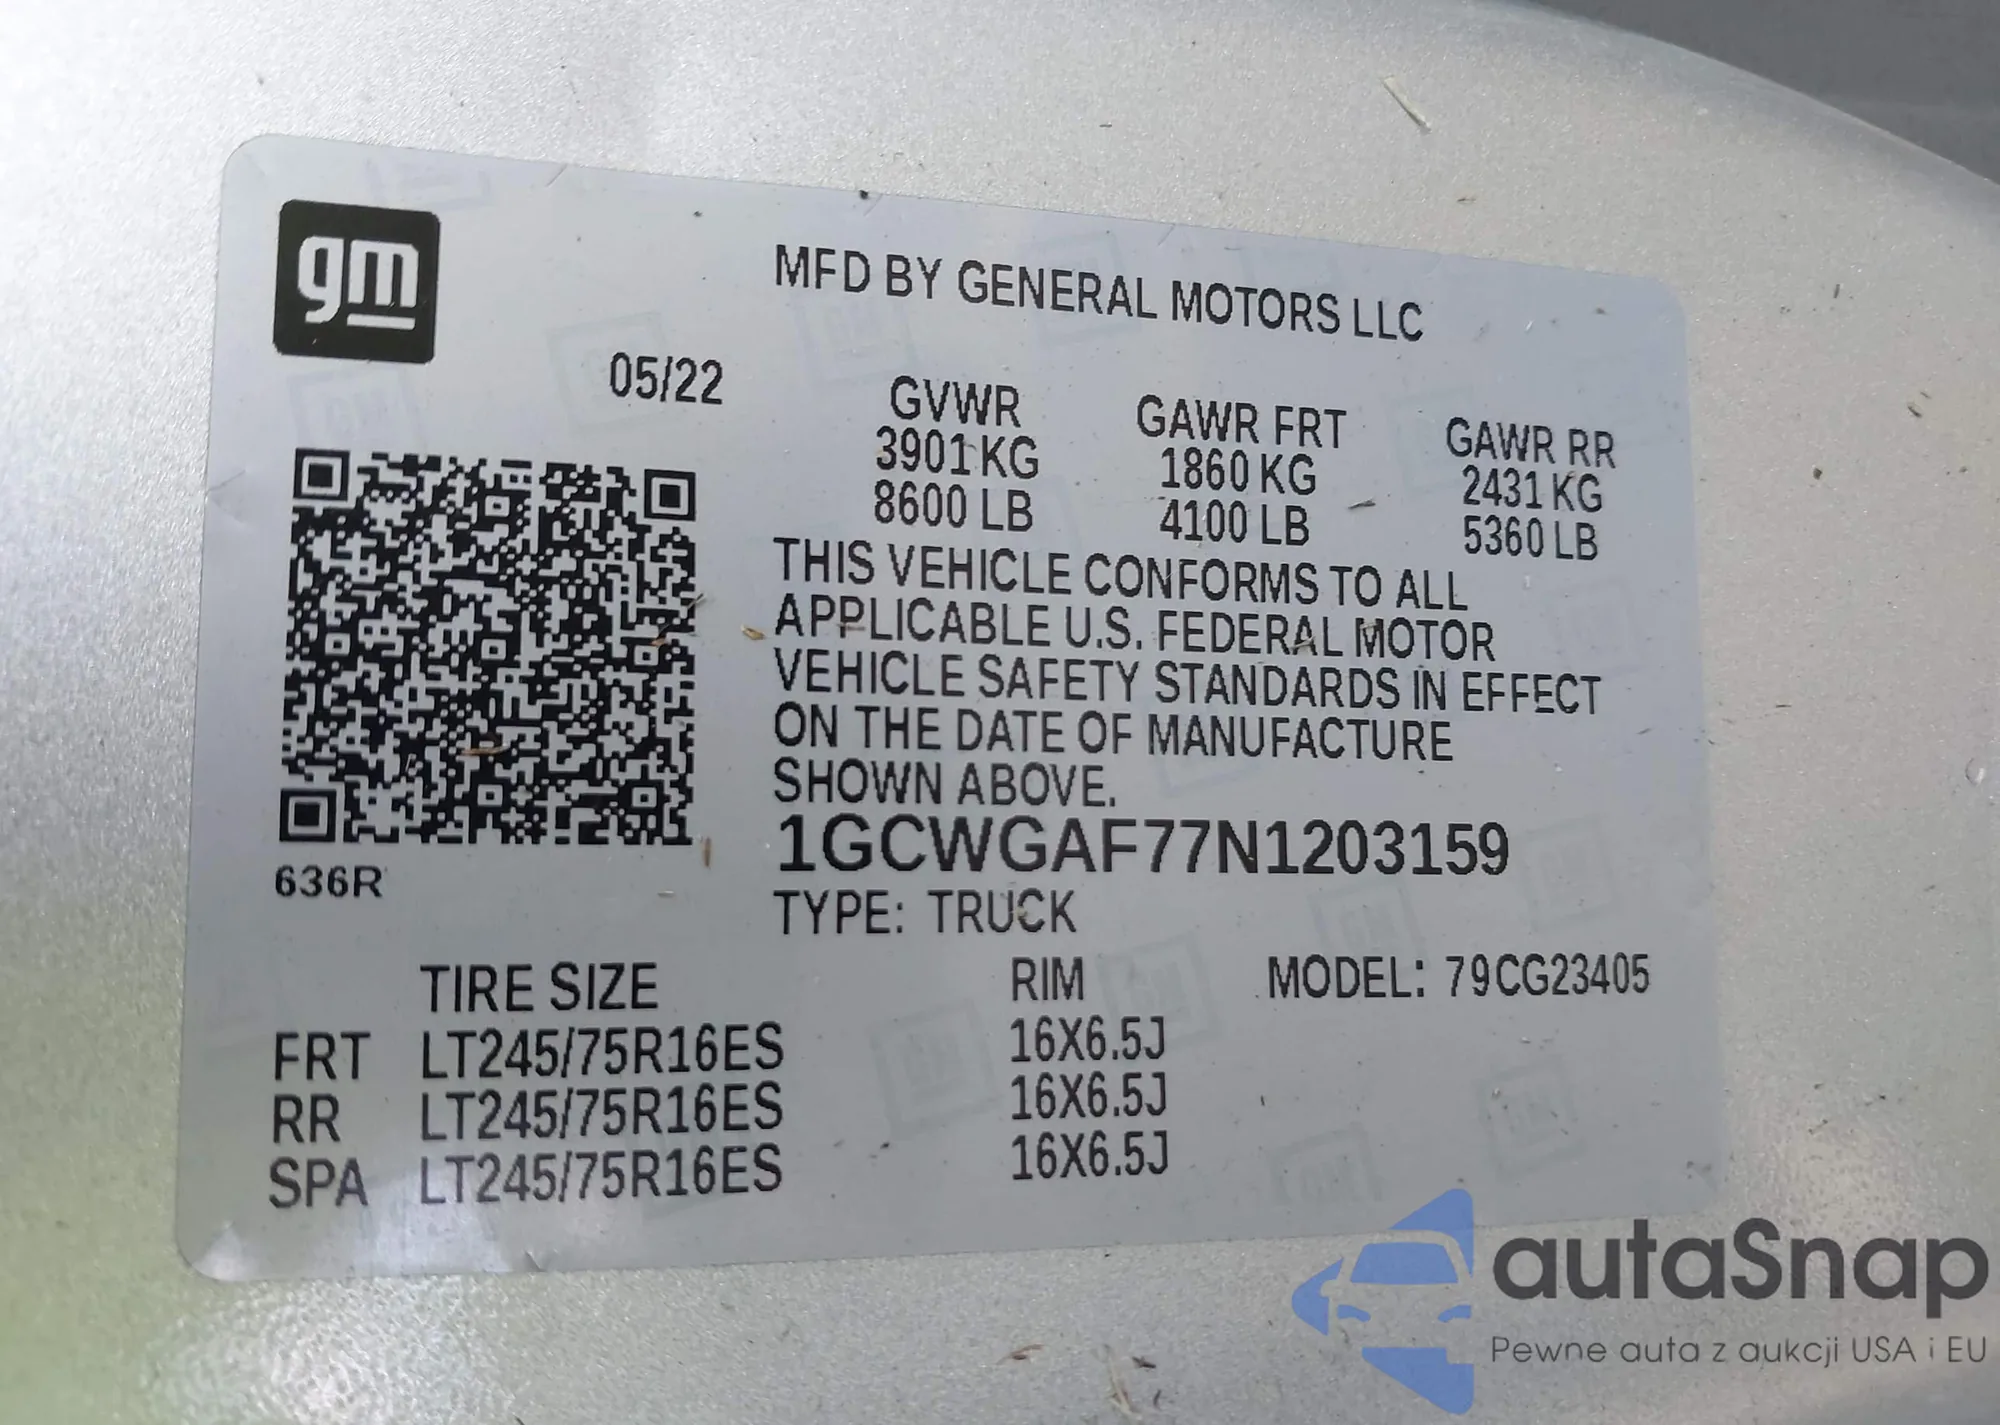 gm
MFD BY GENERAL MOTORS LLC
05/22
GVWR GAWR FRT GAWR RR
3901 KG 1860 KG 2431 KG
8600 LB 4100 LB 5360 LB
THIS VEHICLE CONFORMS TO ALL
APPLICABLE U.S. FEDERAL MOTOR
VEHICLE SAFETY STANDARDS IN EFFECT
ON THE DATE OF MANUFACTURE
SHOWN ABOVE.
1GCWGAF77N1203159
636R
TYPE: TRUCK
TIRE SIZE RIM MODEL: 79CG23405
FRT LT245/75R16ES 16X6.5J
RR LT245/75R16ES 16X6.5J
SPA LT245/75R16ES 16X6.5J
autaSnap
Pewne auta z aukcji USA i EU